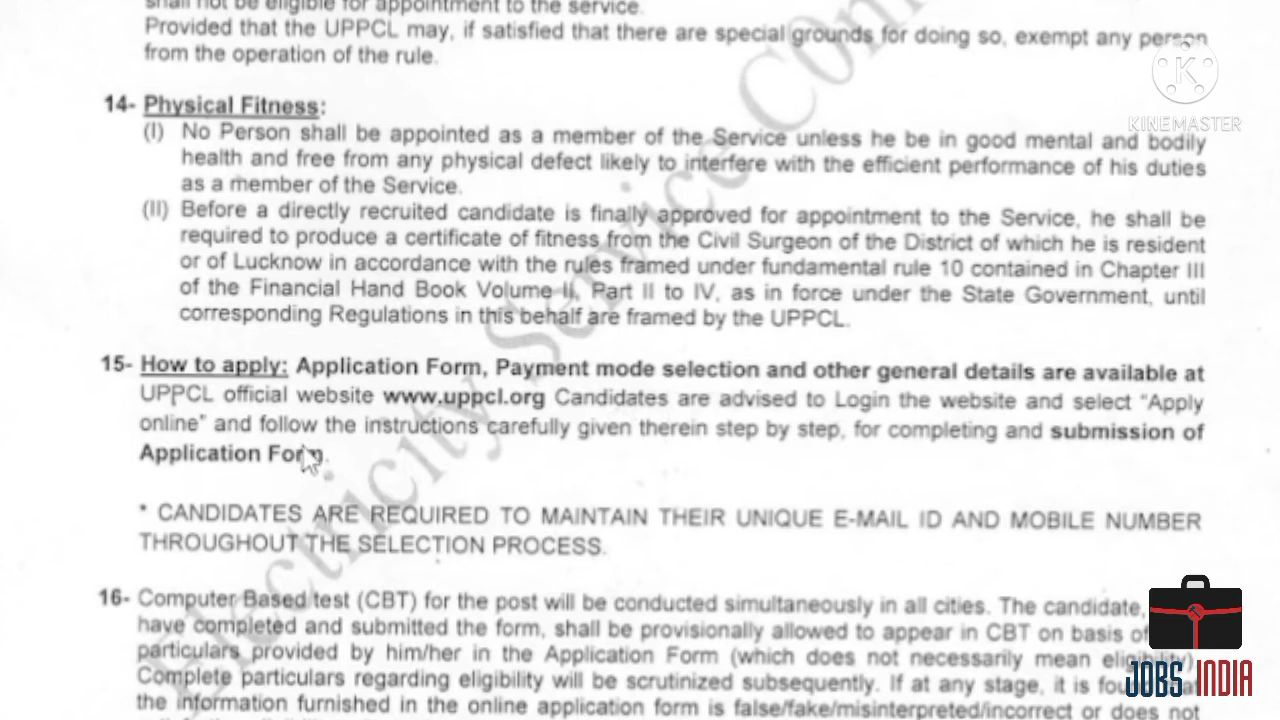 shall not be eligible for appointment to the service.
Provided that the UPPCL may, if satisfied that there are special grounds for doing so, exempt any person
from the operation of the rule.
14- Physical Fitness:
(I) No Person shall be appointed as a member of the Service unless he be in good mental and bodily
health and free from any physical defect likely to interfere with the efficient performance of his duties
as a member of the Service.
(II) Before a directly recruited candidate is finally approved for appointment to the Service, he shall be
required to produce a certificate of fitness from the Civil Surgeon of the District of which he is resident
or of Lucknow in accordance with the rules framed under fundamental rule 10 contained in Chapter III
of the Financial Hand Book Volume II, Part II to IV, as in force under the State Government, until
corresponding Regulations in this behalf are framed by the UPPCL.
15- How to apply: Application Form, Payment mode selection and other general details are available at
UPPCL official website www.uppcl.org Candidates are advised to Login the website and select “Apply
online” and follow the instructions carefully given therein step by step, for completing and submission of
Application Form.
* CANDIDATES ARE REQUIRED TO MAINTAIN THEIR UNIQUE E-MAIL ID AND MOBILE NUMBER
THROUGHOUT THE SELECTION PROCESS.
16- Computer Based test (CBT) for the post will be conducted simultaneously in all cities. The candidate,
have completed and submitted the form, shall be provisionally allowed to appear in CBT on basis of
particulars provided by him/her in the Application Form (which does not necessarily mean eligibility)
Complete particulars regarding eligibility will be scrutinized subsequently. If at any stage, it is
the information furnished in the online application form is false/fake/misinterpreted/incorrect or does not
Electricity Service
K
KINEMASTER
JOBS INDIA